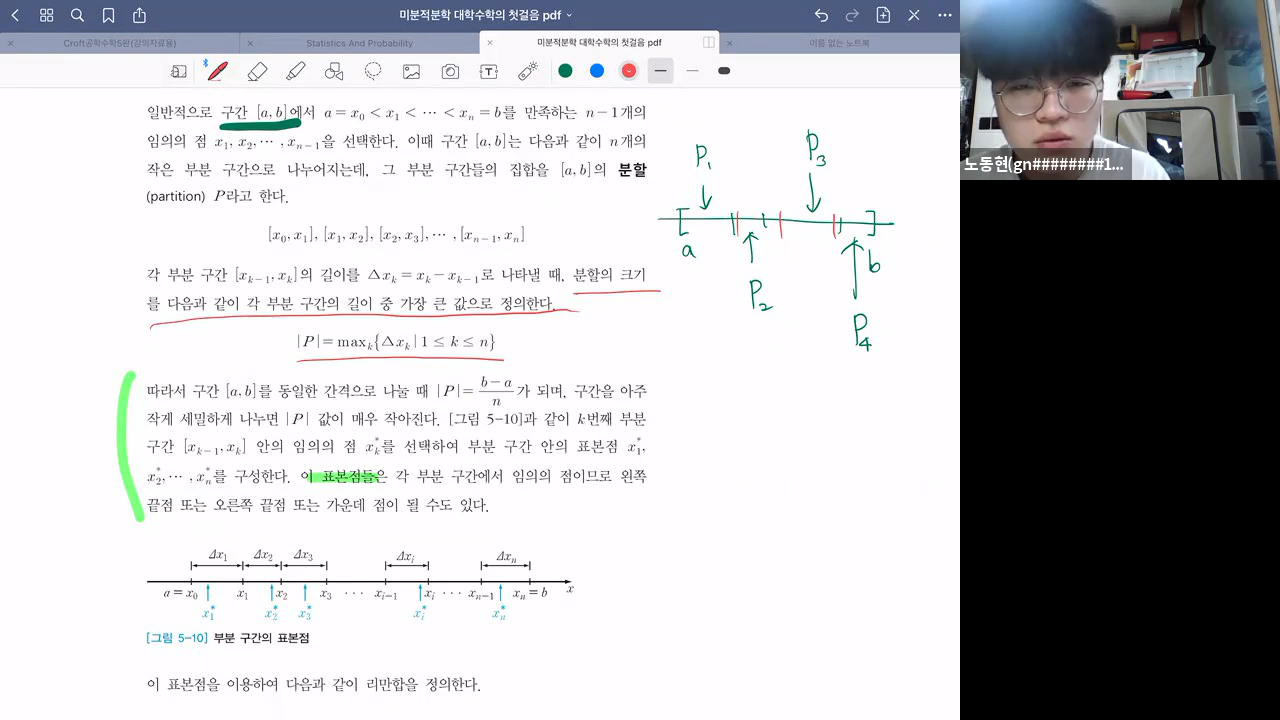 미분적분학 대학수학의 첫걸음 pdf
Croft공학수학5판(강의자료용)
Statistics And Probability
미분적분학 대학수학의 첫걸음 pdf
이름 없는 노트북
일반적으로 구간 [a, b]에서 a = x₀ < x₁ < ⋯ < xₙ = b를 만족하는 n−1개의
임의의 점 x₁, x₂, ⋯ , xₙ₋₁을 선택한다. 이때 구간 [a, b]는 다음과 같이 n개의
작은 부분 구간으로 나누어지는데, 그 부분 구간들의 집합을 [a, b]의 분할
(partition) P라고 한다.
[x₀, x₁], [x₁, x₂], [x₂, x₃], ⋯ , [xₙ₋₁, xₙ]
각 부분 구간 [xₖ₋₁, xₖ]의 길이를 Δxₖ = xₖ − xₖ₋₁로 나타낼 때, 분할의 크기
를 다음과 같이 각 부분 구간의 길이 중 가장 큰 값으로 정의한다.
|P| = maxₖ{Δxₖ | 1 ≤ k ≤ n}
따라서 구간 [a, b]를 동일한 간격으로 나눌 때 |P| = (b−a)/n가 되며, 구간을 아주
작게 세밀하게 나누면 |P| 값이 매우 작아진다. [그림 5-10]과 같이 k번째 부분
구간 [xₖ₋₁, xₖ] 안의 임의의 점 xₖ*를 선택하여 부분 구간 안의 표본점 x₁*,
x₂*, ⋯ , xₙ*를 구성한다. 이 표본점들은 각 부분 구간에서 임의의 점이므로 왼쪽
끝점 또는 오른쪽 끝점 또는 가운데 점이 될 수도 있다.
Δx₁ Δx₂ Δx₃ Δxᵢ Δxₙ
a = x₀ x₁ x₂ x₃ ⋯ xᵢ₋₁ xᵢ ⋯ xₙ₋₁ xₙ = b x
x₁* x₂* x₃* xᵢ* xₙ*
[그림 5-10] 부분 구간의 표본점
이 표본점을 이용하여 다음과 같이 리만합을 정의한다.
P₁ P₃
[ ]
a b
P₂
P₄
노통현(gn########1...